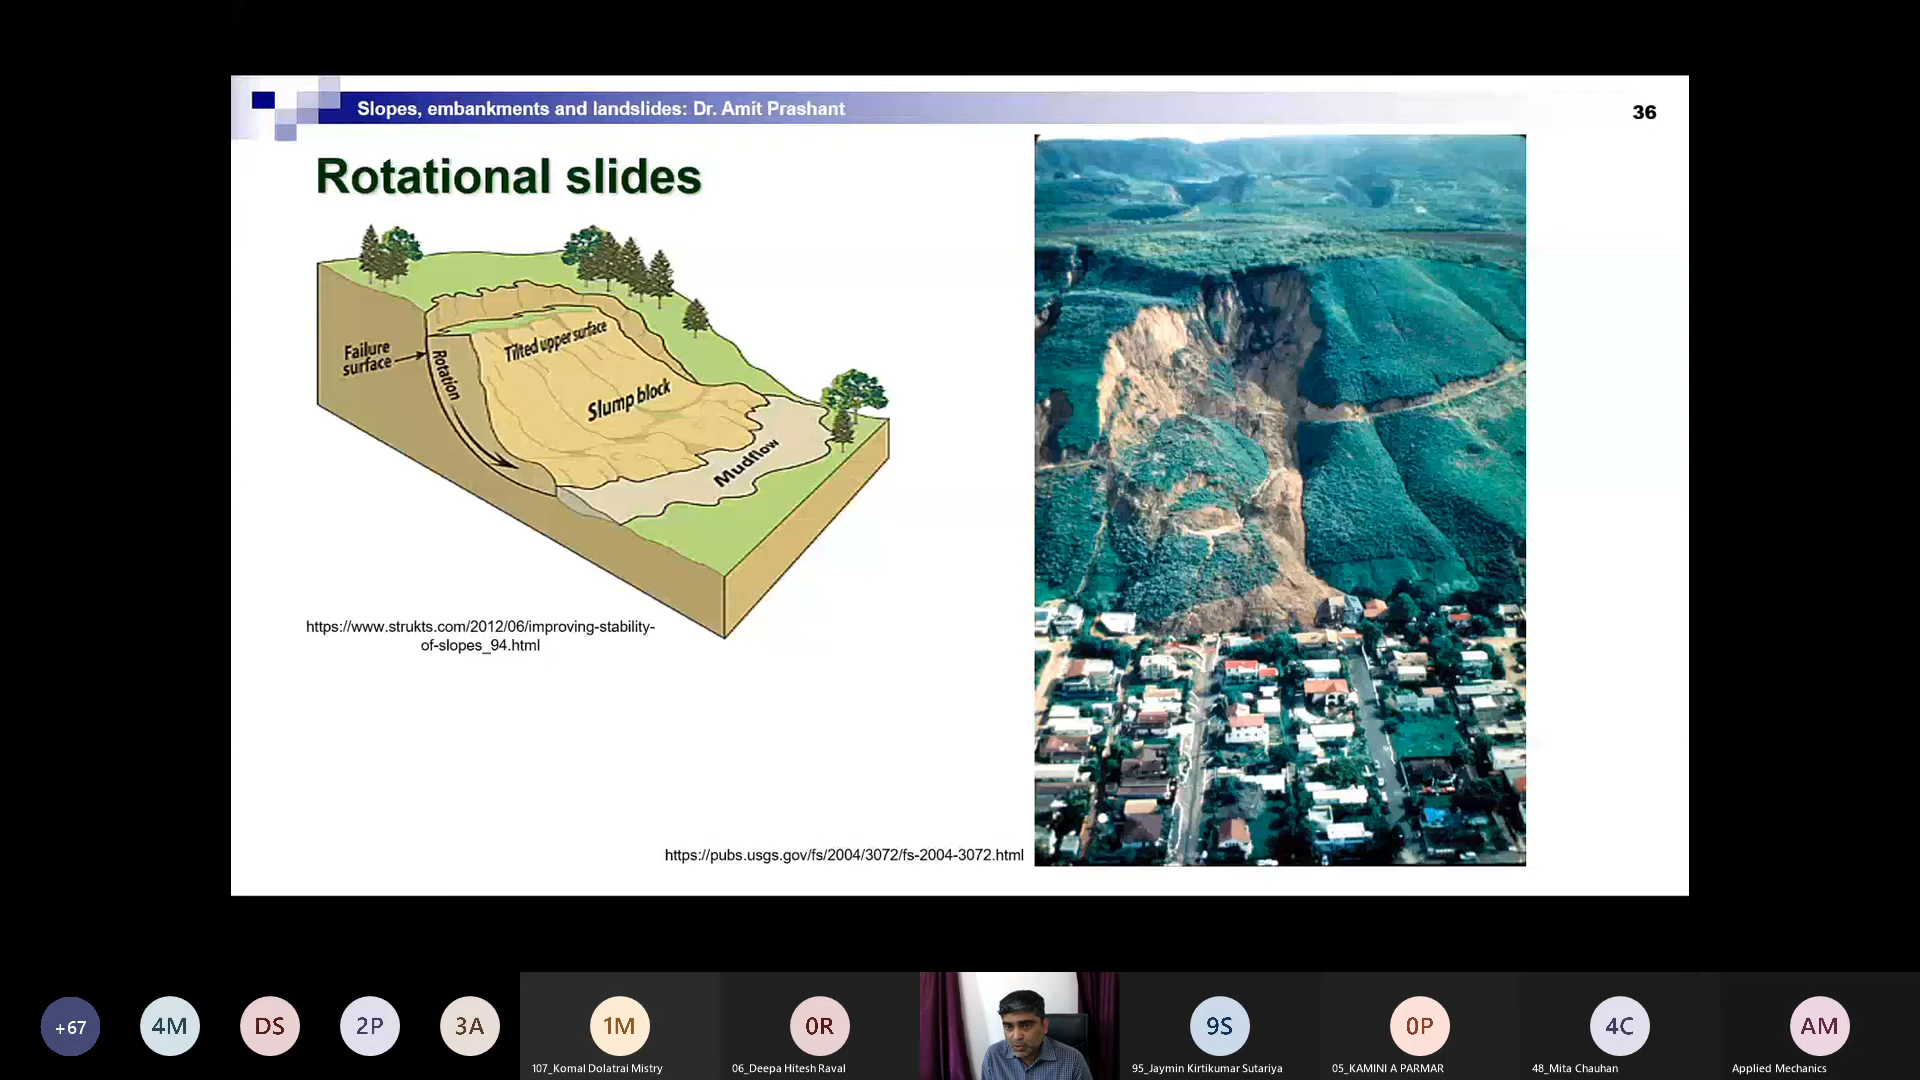 Slopes, embankments and landslides: Dr. Amit Prashant
36
Rotational slides
Failure
surface
Rotation
Tilted upper surface
Slump block
Mudflow
https://www.strukts.com/2012/06/improving-stability-
of-slopes_94.html
https://pubs.usgs.gov/fs/2004/3072/fs-2004-3072.html
+67
4M
DS
2P
3A
1M
0R
9S
0P
4C
AM
107_Komal Dolatrai Mistry
06_Deepa Hitesh Raval
95_Jaymin Kirtikumar Sutariya
05_KAMINI A PARMAR
48_Mita Chauhan
Applied Mechanics